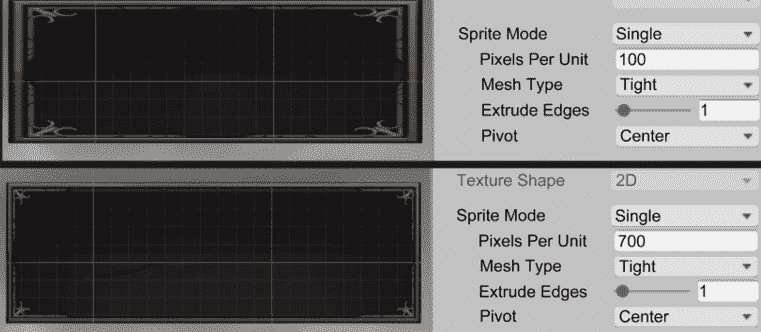 Sprite Mode Single
Pixels Per Unit 100
Mesh Type Tight
Extrude Edges 1
Pivot Center
Texture Shape 2D
Sprite Mode Single
Pixels Per Unit 700
Mesh Type Tight
Extrude Edges 1
Pivot Center